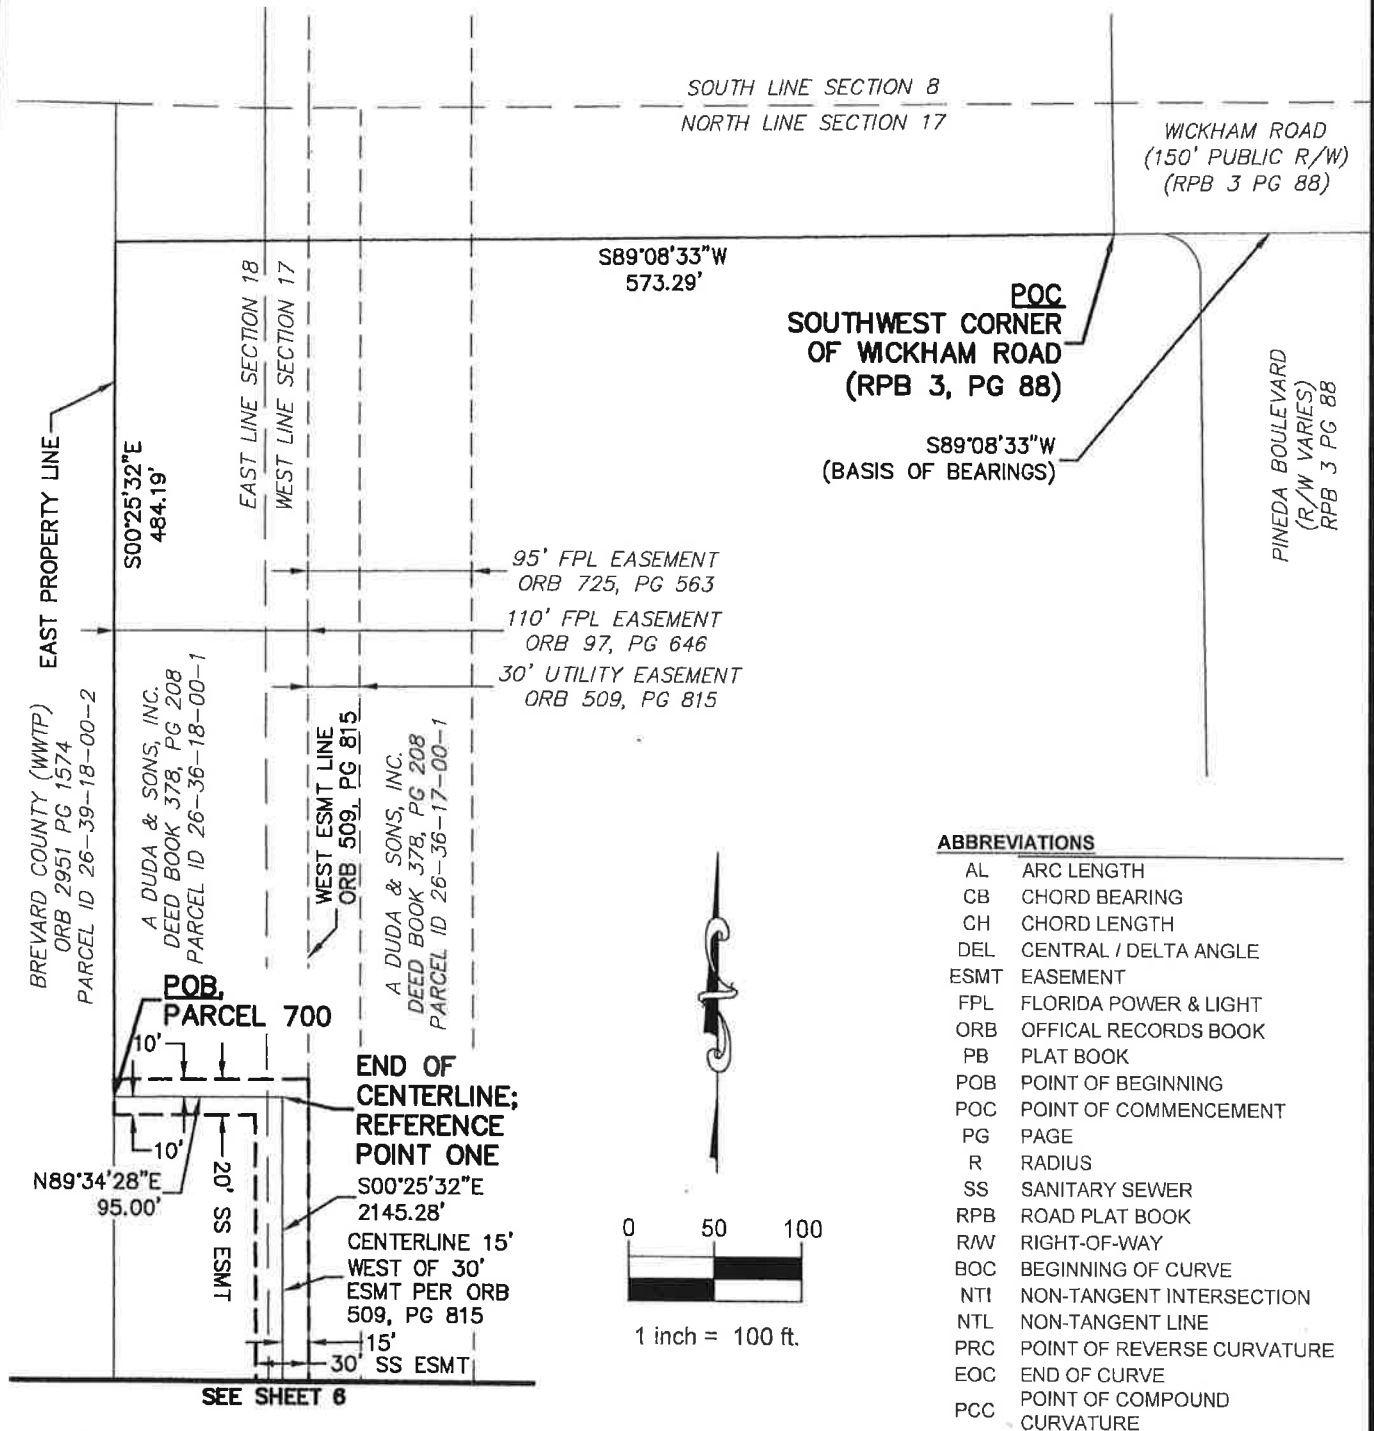 SOUTH LINE SECTION 8
NORTH LINE SECTION 17
WICKHAM ROAD
(150' PUBLIC R/W)
(RPB 3 PG 88)
S89°08'33"W
573.29'
EAST LINE SECTION 18
WEST LINE SECTION 17
POC
SOUTHWEST CORNER
OF WICKHAM ROAD
(RPB 3, PG 88)
S89°08'33"W
(BASIS OF BEARINGS)
PINEDA BOULEVARD
(R/W VARIES)
RPB 3 PG 88
EAST PROPERTY LINE
S00°25'32"E
484.19'
95' FPL EASEMENT
ORB 725, PG 563
110' FPL EASEMENT
ORB 97, PG 646
30' UTILITY EASEMENT
ORB 509, PG 815
BREVARD COUNTY (WWTP)
ORB 2951 PG 1574
PARCEL ID 26-39-18-00-2
A DUDA & SONS, INC.
DEED BOOK 378, PG 208
PARCEL ID 26-36-18-00-1
WEST ESMT LINE
ORB 509, PG 815
A DUDA & SONS, INC.
DEED BOOK 378, PG 208
PARCEL ID 26-36-17-00-1
POB,
PARCEL 700
10'
10'
N89°34'28"E
95.00'
20' SS ESMT
END OF
CENTERLINE;
REFERENCE
POINT ONE
S00°25'32"E
2145.28'
CENTERLINE 15'
WEST OF 30'
ESMT PER ORB
509, PG 815
15'
30' SS ESMT
SEE SHEET 6
0 50 100
1 inch = 100 ft.
ABBREVIATIONS
AL ARC LENGTH
CB CHORD BEARING
CH CHORD LENGTH
DEL CENTRAL / DELTA ANGLE
ESMT EASEMENT
FPL FLORIDA POWER & LIGHT
ORB OFFICAL RECORDS BOOK
PB PLAT BOOK
POB POINT OF BEGINNING
POC POINT OF COMMENCEMENT
PG PAGE
R RADIUS
SS SANITARY SEWER
RPB ROAD PLAT BOOK
R/W RIGHT-OF-WAY
BOC BEGINNING OF CURVE
NTI NON-TANGENT INTERSECTION
NTL NON-TANGENT LINE
PRC POINT OF REVERSE CURVATURE
EOC END OF CURVE
PCC POINT OF COMPOUND
CURVATURE